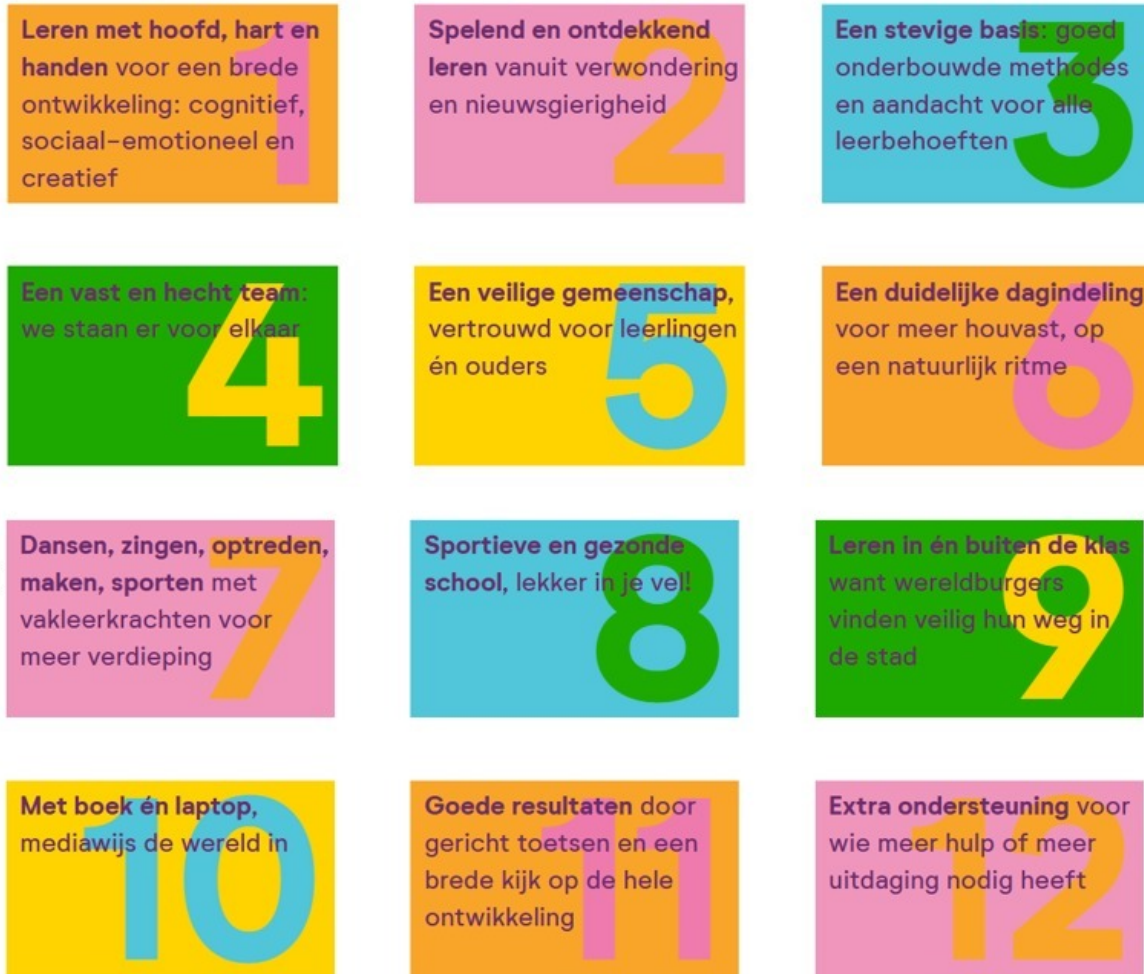 1
Leren met hoofd, hart en
handen voor een brede
ontwikkeling: cognitief,
sociaal-emotioneel en
creatief
2
Spelend en ontdekkend
leren vanuit verwondering
en nieuwsgierigheid
3
Een stevige basis: goed
onderbouwde methodes
en aandacht voor alle
leerbehoeften
4
Een vast en hecht team:
we staan er voor elkaar
5
Een veilige gemeenschap,
vertrouwd voor leerlingen
én ouders
6
Een duidelijke dagindeling
voor meer houvast, op
een natuurlijk ritme
7
Dansen, zingen, optreden,
maken, sporten met
vakleerkrachten voor
meer verdieping
8
Sportieve en gezonde
school, lekker in je vel!
9
Leren in én buiten de klas
want wereldburgers
vinden veilig hun weg in
de stad
10
Met boek én laptop,
mediawijs de wereld in
11
Goede resultaten door
gericht toetsen en een
brede kijk op de hele
ontwikkeling
12
Extra ondersteuning voor
wie meer hulp of meer
uitdaging nodig heeft